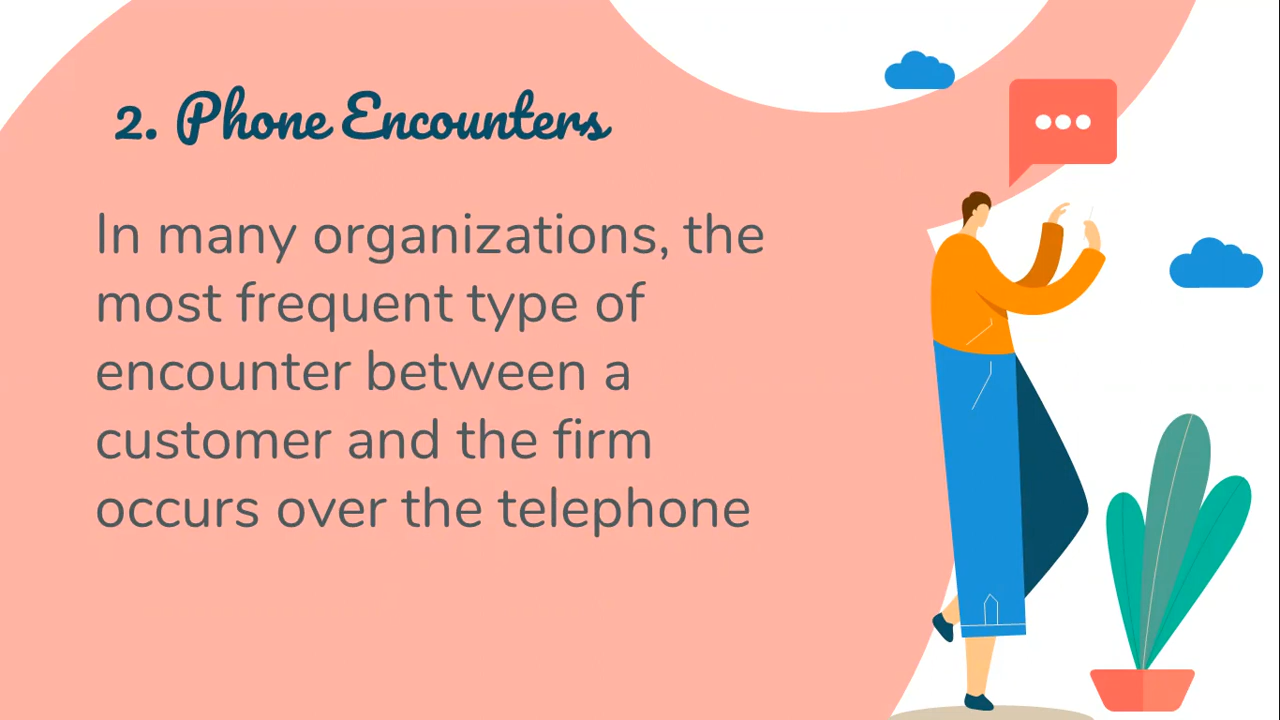 2. Phone Encounters
In many organizations, the
most frequent type of
encounter between a
customer and the firm
occurs over the telephone